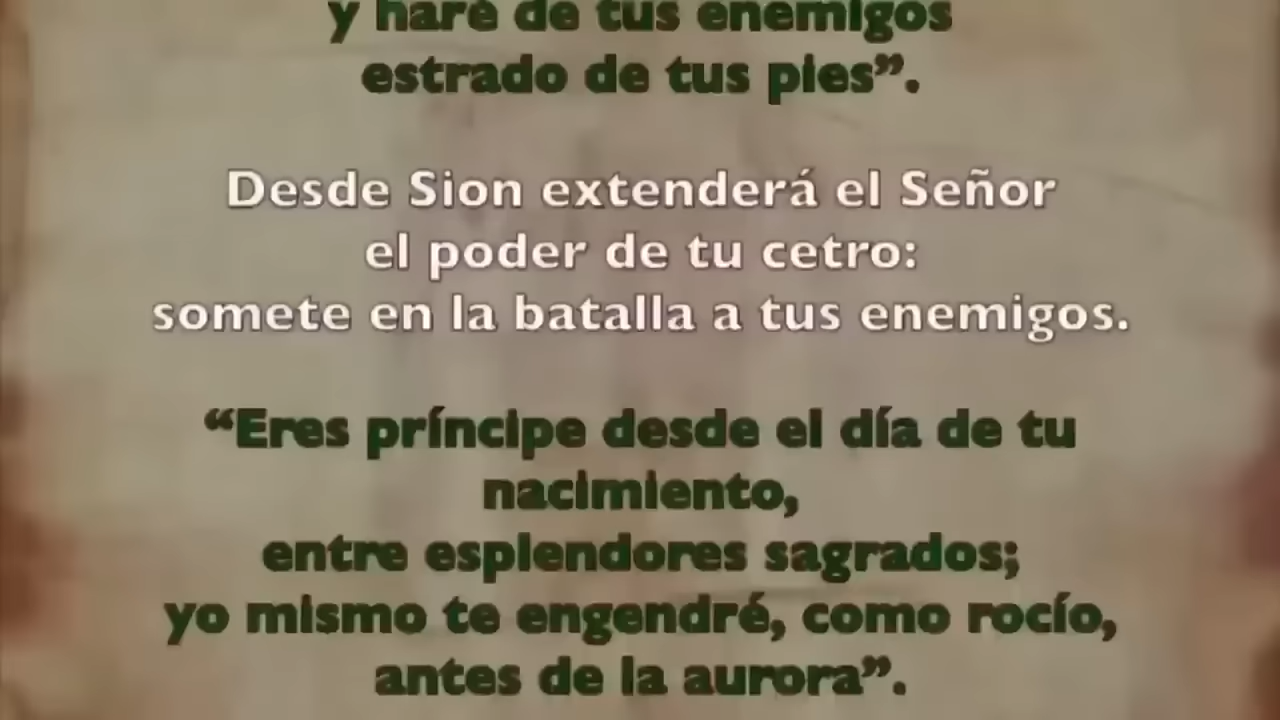 y haré de tus enemigos
estrado de tus pies”.
Desde Sion extenderá el Señor
el poder de tu cetro:
somete en la batalla a tus enemigos.
“Eres príncipe desde el día de tu
nacimiento,
entre esplendores sagrados;
yo mismo te engendré, como rocío,
antes de la aurora”.